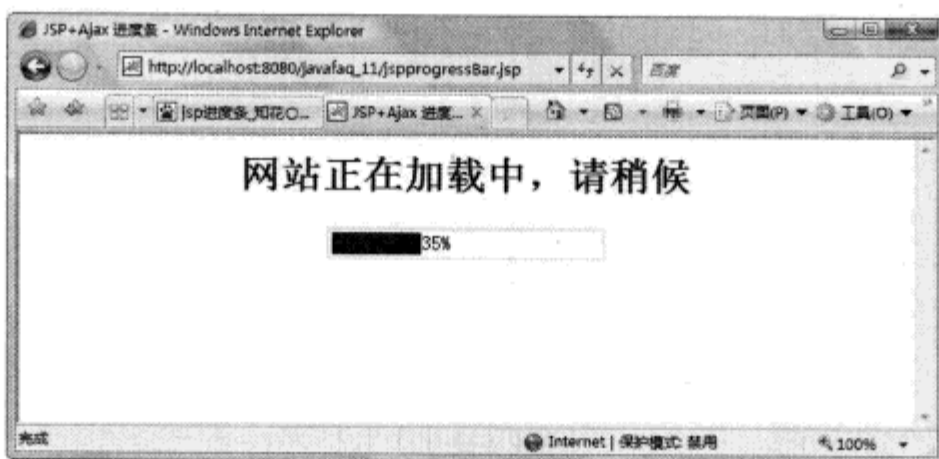 JSP+Ajax 进度条 - Windows Internet Explorer
http://localhost:8080/javafaq_11/jspprogressBar.jsp
百度
jsp进度条_知花○... JSP+Ajax 进度... 页面(P) 工具(O)
网站正在加载中，请稍候
35%
完成 Internet | 保护模式: 禁用 100%